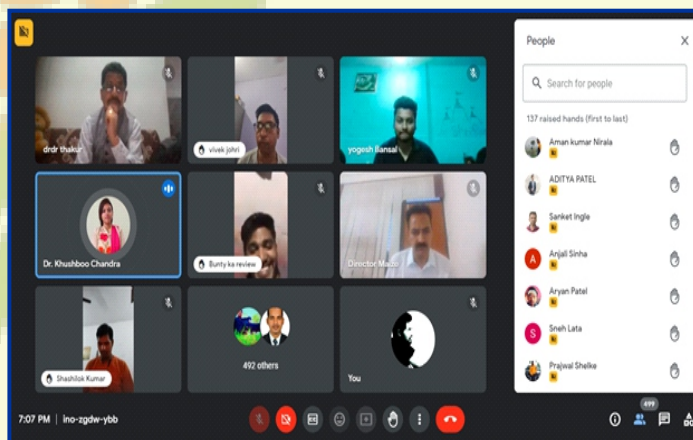 People
Search for people
137 raised hands (first to last)
Aman kumar Nirala
ADITYA PATEL
Sanket Ingle
A Anjali Sinha
Aryan Patel
S Sneh Lata
Prajwal Shelke
drdr thakur
vivek johri
yogesh Bansal
Dr. Khushboo Chandra
Bunty ka review
Director
Shashilok Kumar
492 others
You
7:07 PM | ino-zgdw-ybb
499